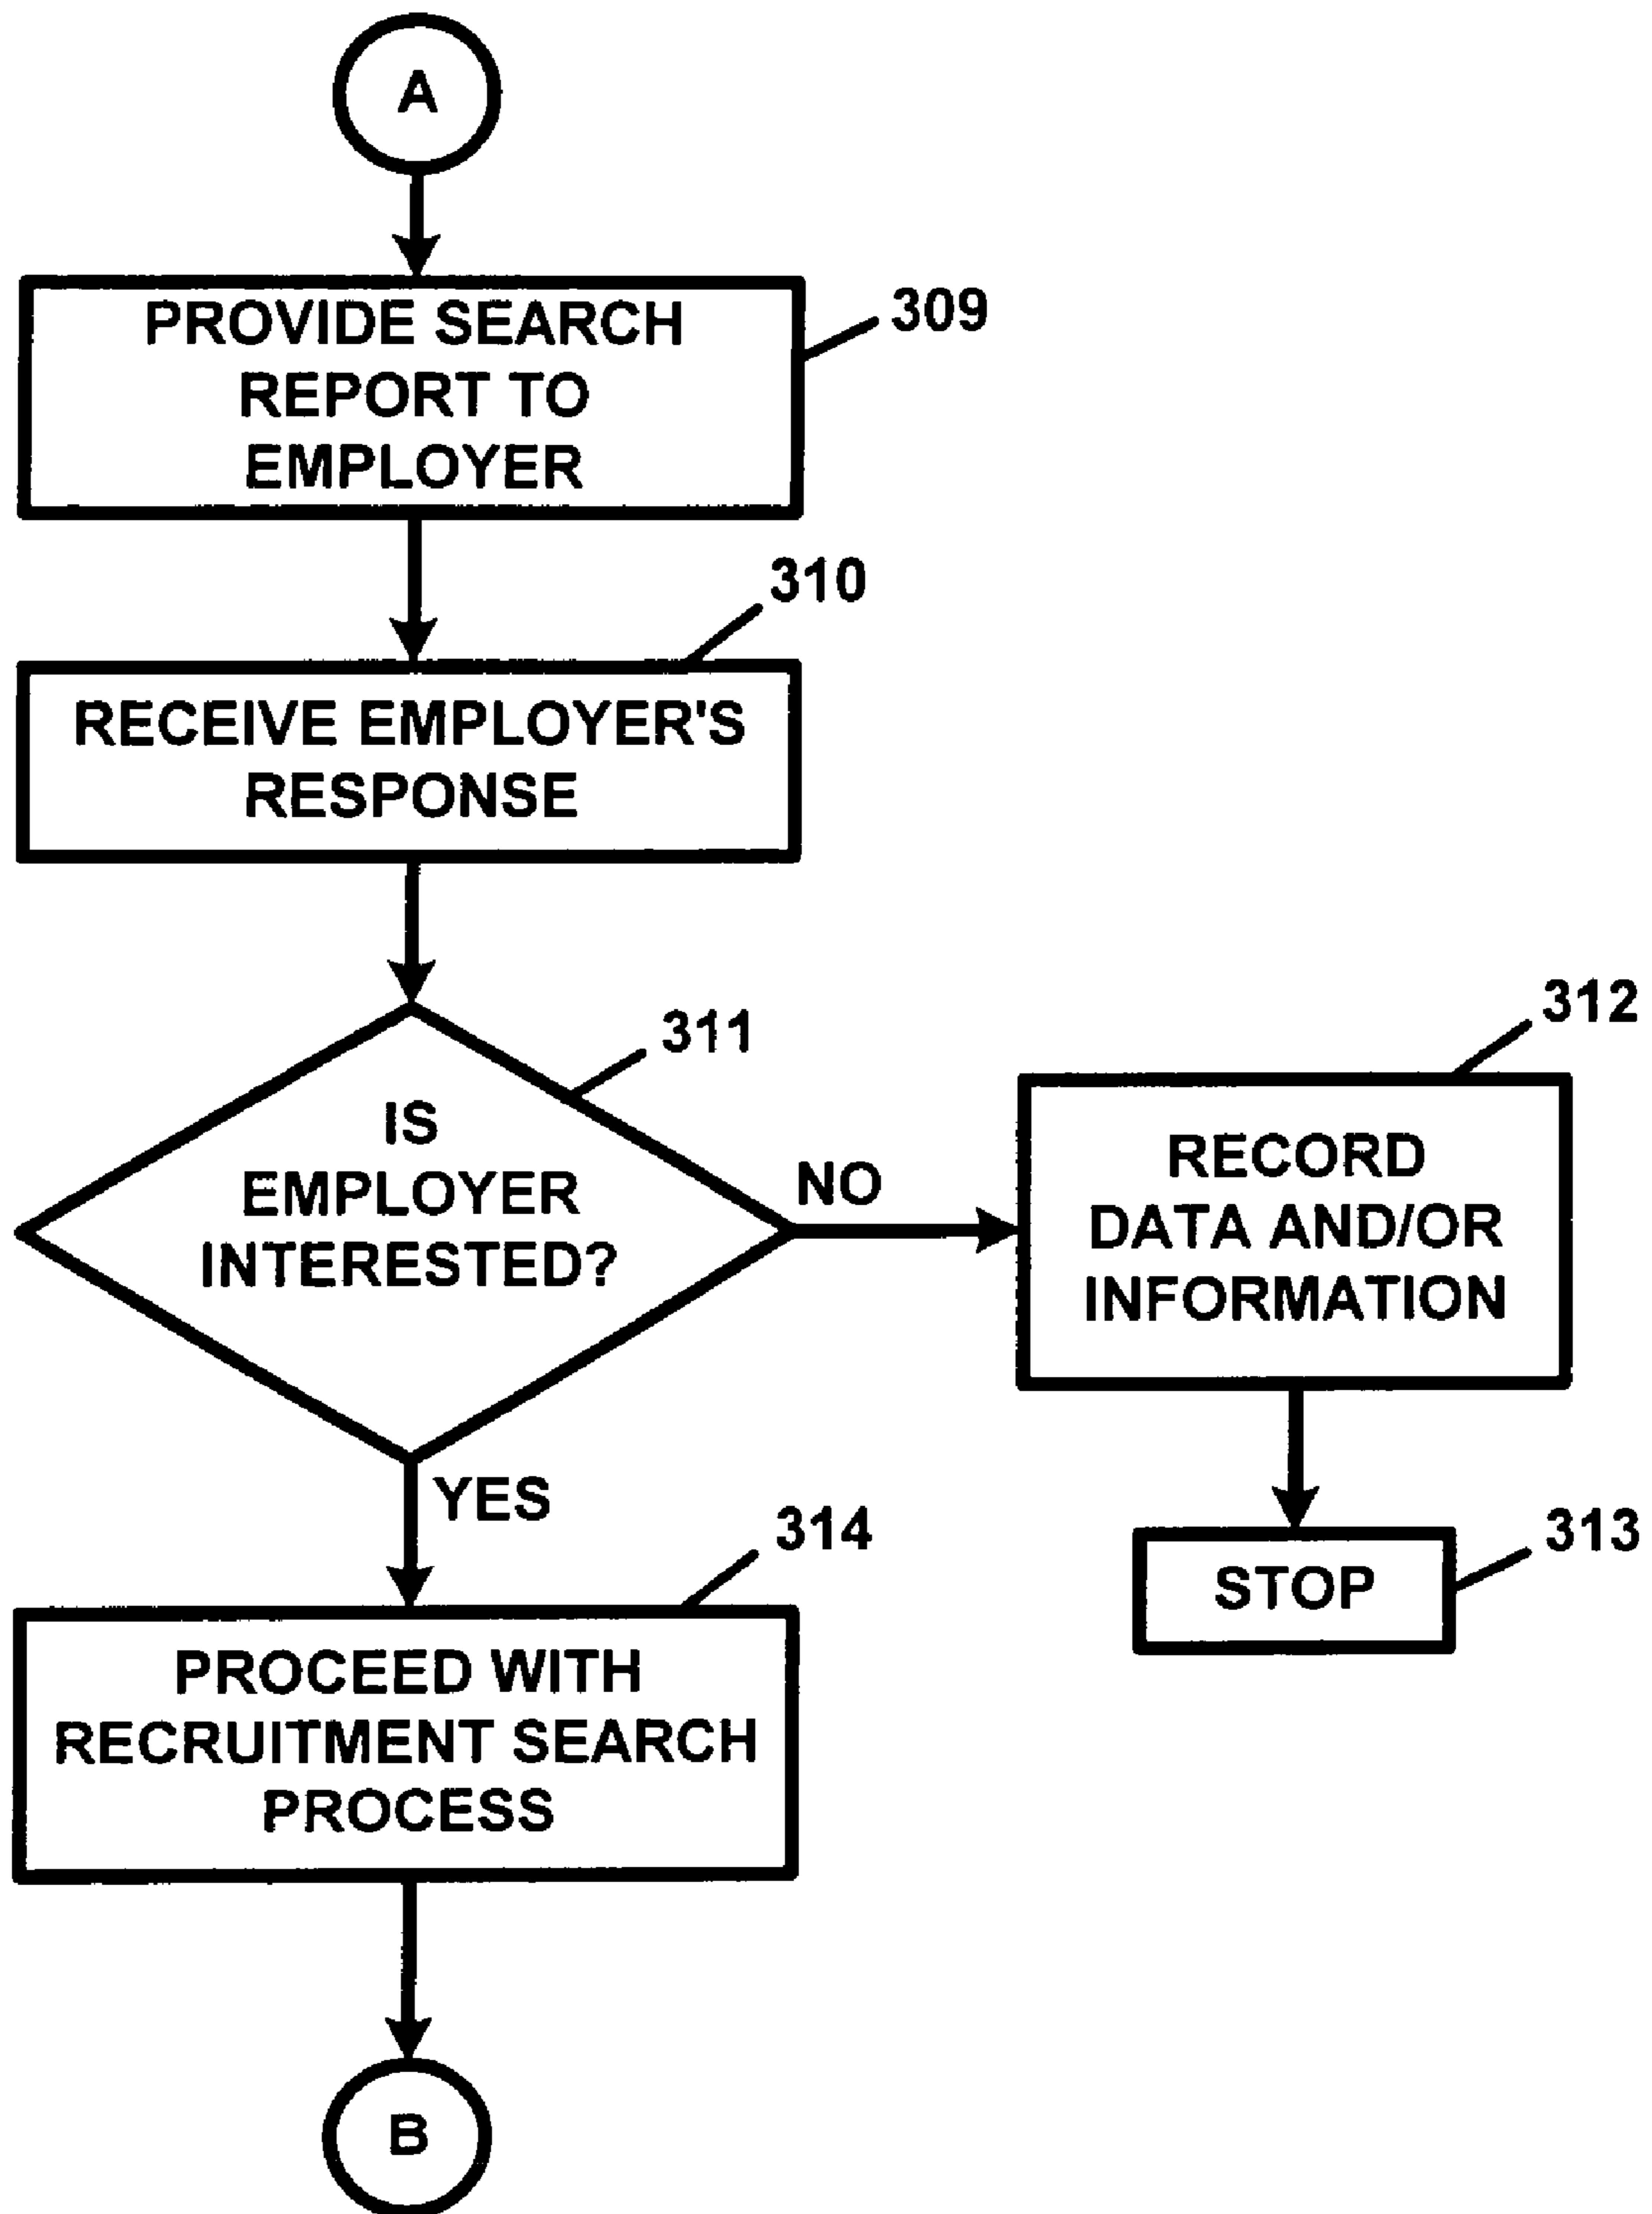 A
PROVIDE SEARCH
REPORT TO
EMPLOYER
309
310
RECEIVE EMPLOYER'S
RESPONSE
311
IS
EMPLOYER
INTERESTED?
NO
312
RECORD
DATA AND/OR
INFORMATION
YES
313
STOP
314
PROCEED WITH
RECRUITMENT SEARCH
PROCESS
B